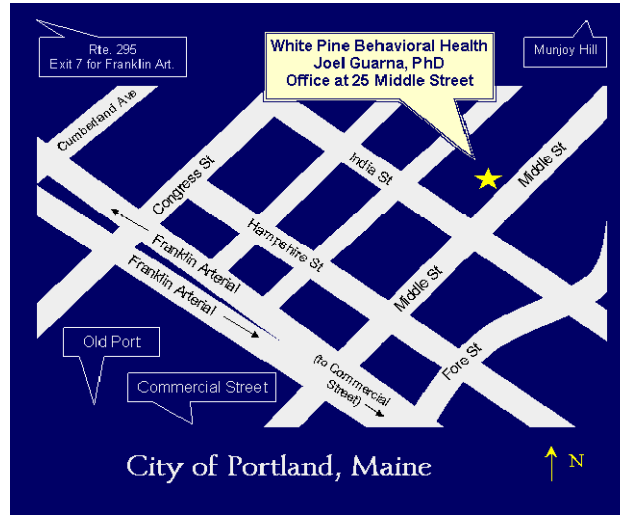 Rte. 295
Exit 7 for Franklin Art.
White Pine Behavioral Health
Joel Guarna, PhD
Office at 25 Middle Street
Munjoy Hill
Cumberland Ave
Congress St
India St
Middle St
Hampshire St
Franklin Arterial
Franklin Arterial
Middle St
Fore St
(to Commercial
Street)
Old Port
Commercial Street
City of Portland, Maine
N